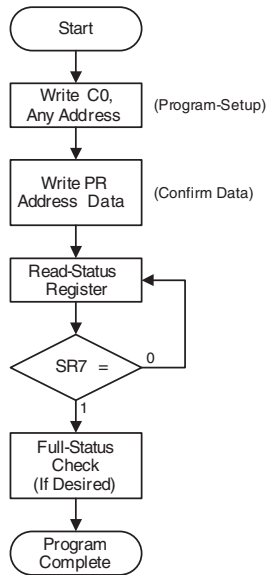 Start
Write C0,
Any Address
(Program-Setup)
Write PR
Address Data
(Confirm Data)
Read-Status
Register
SR7 =
0
1
Full-Status
Check
(If Desired)
Program
Complete